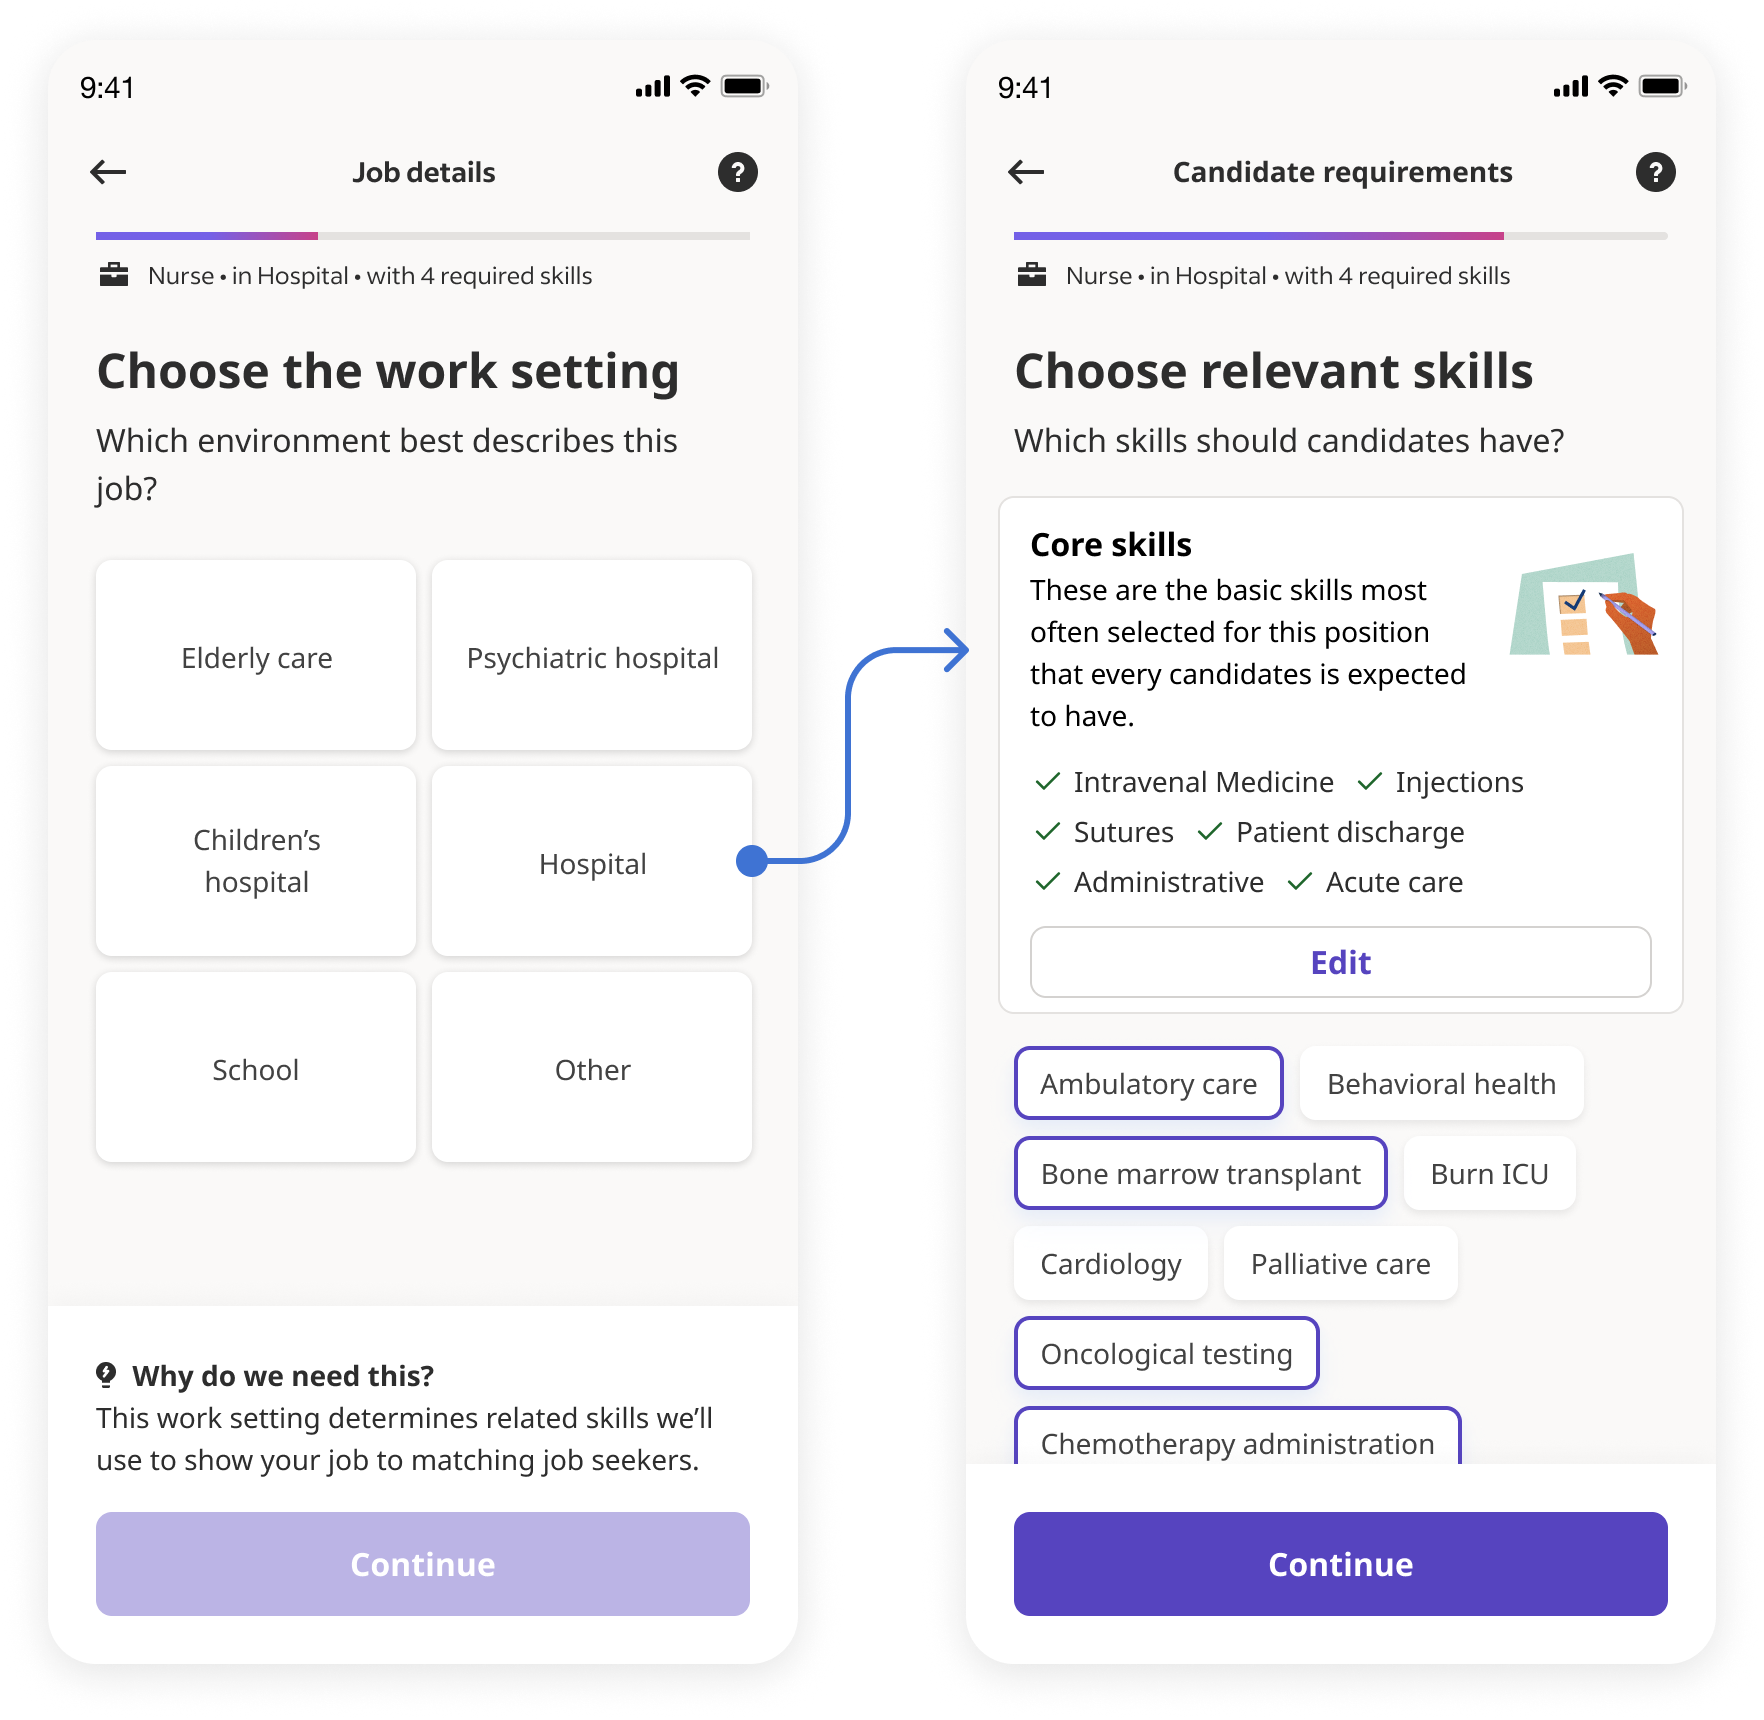 9:41
Job details
?
Nurse • in Hospital • with 4 required skills
Choose the work setting
Which environment best describes this
job?
Elderly care
Psychiatric hospital
Children’s
hospital
Hospital
School
Other
Why do we need this?
This work setting determines related skills we’ll
use to show your job to matching job seekers.
Continue
9:41
Candidate requirements
?
Nurse • in Hospital • with 4 required skills
Choose relevant skills
Which skills should candidates have?
Core skills
These are the basic skills most
often selected for this position
that every candidates is expected
to have.
Intravenal Medicine Injections
Sutures Patient discharge
Administrative Acute care
Edit
Ambulatory care Behavioral health
Bone marrow transplant Burn ICU
Cardiology Palliative care
Oncological testing
Chemotherapy administration
Continue